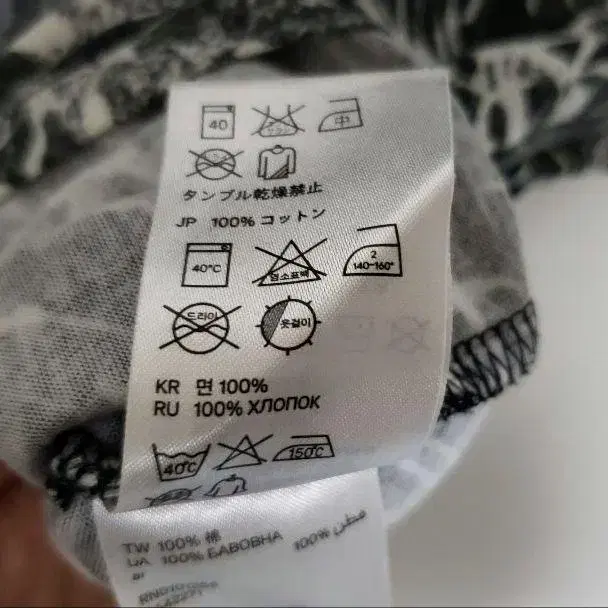 40
中
タンブル乾燥禁止
JP 100% コットン
40℃
염소표백
2
140-160°
드라이
옷걸이
KR 면 100%
RU 100% ХЛОПОК
40℃
150℃
TW 100% 棉
UA 100% БАВОВНА
100% قطن